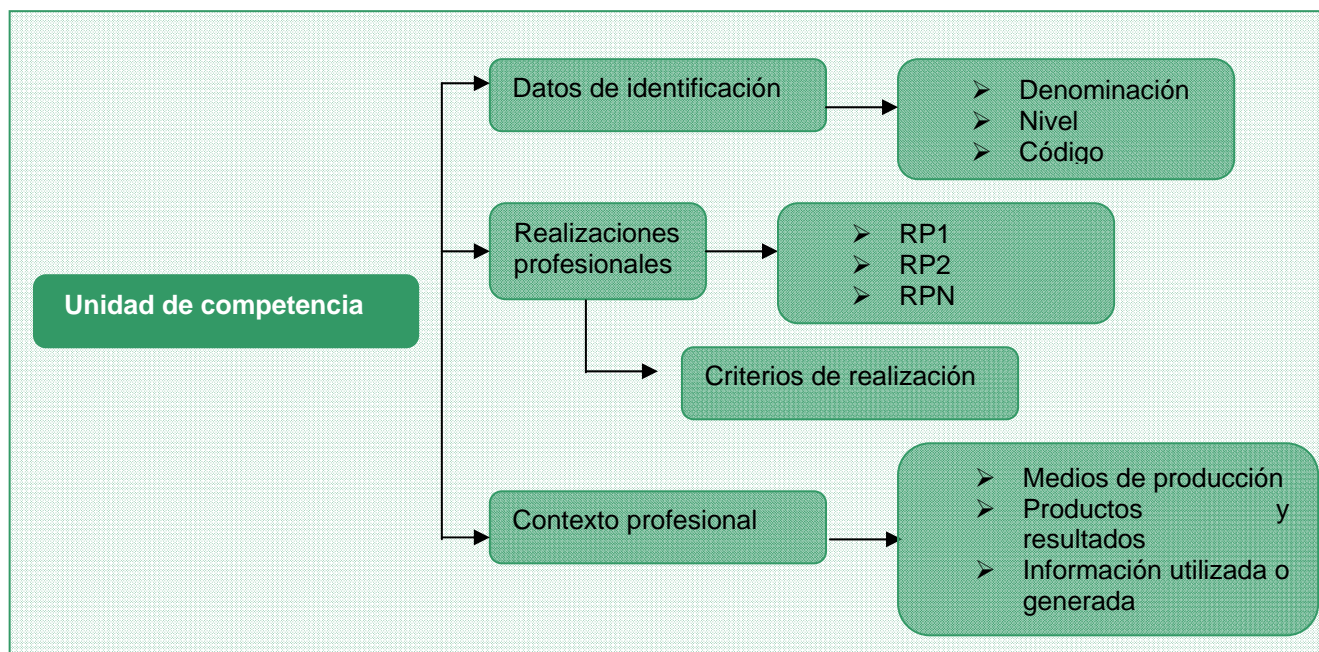 Datos de identificación
➢ Denominación
➢ Nivel
➢ Código
Realizaciones
profesionales
➢ RP1
➢ RP2
➢ RPN
Unidad de competencia
Criterios de realización
Contexto profesional
➢ Medios de producción
➢ Productos y
resultados
➢ Información utilizada o
generada